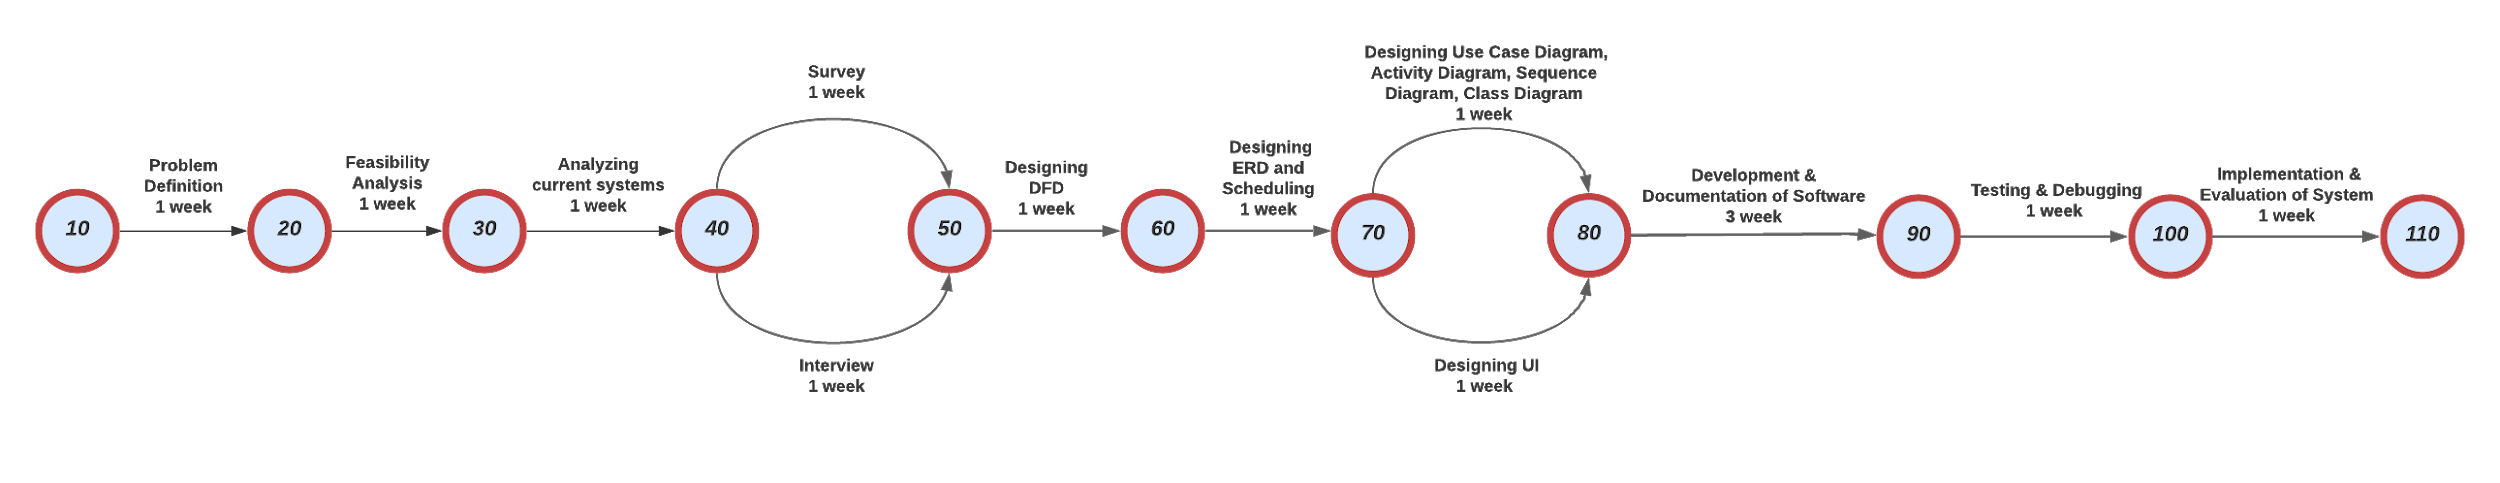 10
Problem
Definition
1 week
20
Feasibility
Analysis
1 week
30
Analyzing
current systems
1 week
40
Survey
1 week
Interview
1 week
50
Designing
DFD
1 week
60
Designing
ERD and
Scheduling
1 week
70
Designing Use Case Diagram,
Activity Diagram, Sequence
Diagram, Class Diagram
1 week
Designing UI
1 week
80
Development &
Documentation of Software
3 week
90
Testing & Debugging
1 week
100
Implementation &
Evaluation of System
1 week
110